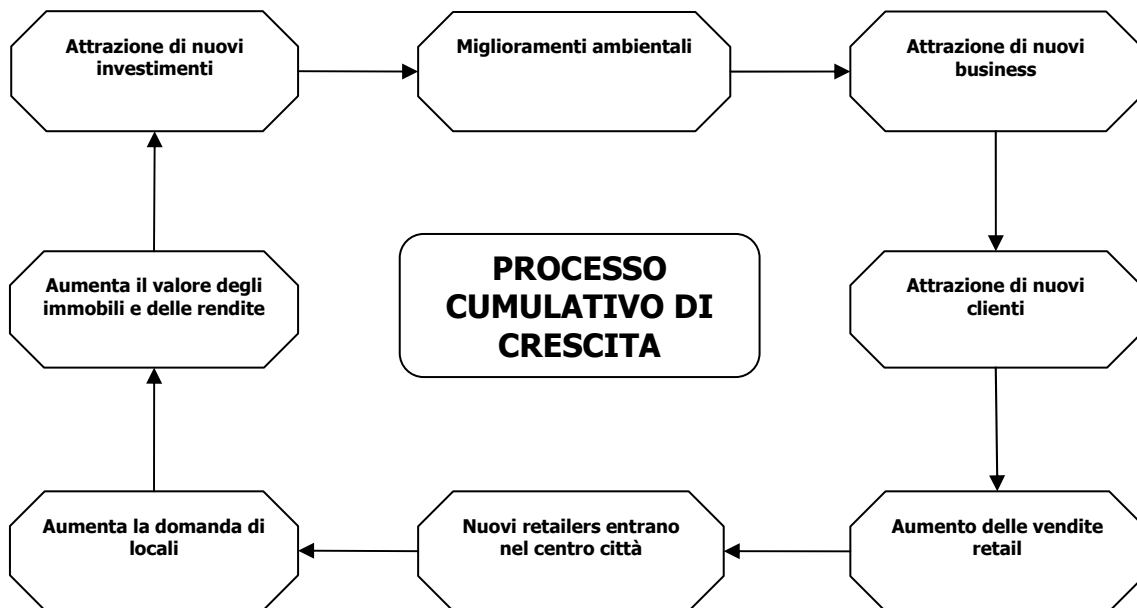 Attrazione di nuovi
investimenti
Miglioramenti ambientali
Attrazione di nuovi
business
Aumenta il valore degli
immobili e delle rendite
PROCESSO
CUMULATIVO DI
CRESCITA
Attrazione di nuovi
clienti
Aumenta la domanda di
locali
Nuovi retailers entrano
nel centro città
Aumento delle vendite
retail